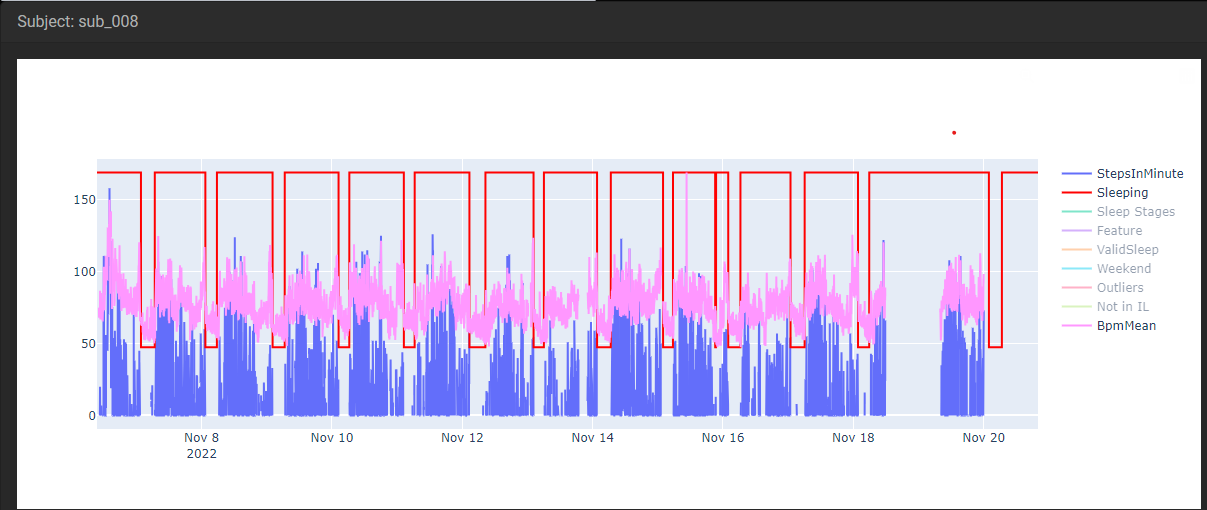 Subject: sub_008
150
100
50
0
Nov 8
2022
Nov 10
Nov 12
Nov 14
Nov 16
Nov 18
Nov 20
StepsInMinute
Sleeping
Sleep Stages
Feature
ValidSleep
Weekend
Outliers
Not in IL
BpmMean